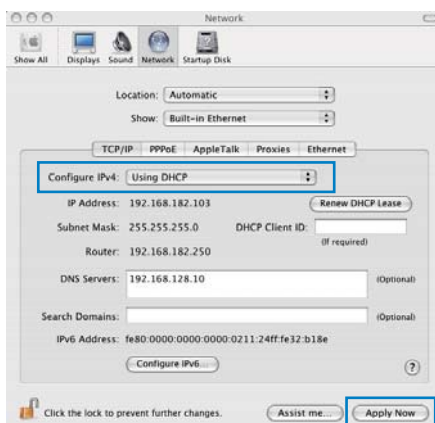 Network
Show All Displays Sound Network Startup Disk
Location: Automatic
Show: Built-in Ethernet
TCP/IP PPPoE AppleTalk Proxies Ethernet
Configure IPv4: Using DHCP
IP Address: 192.168.182.103 Renew DHCP Lease
Subnet Mask: 255.255.255.0 DHCP Client ID:
(If required)
Router: 192.168.182.250
DNS Servers: 192.168.128.10 (Optional)
Search Domains: (Optional)
IPv6 Address: fe80:0000:0000:0000:0211:24ff:fe32:b18e
Configure IPv6... ?
Click the lock to prevent further changes. Assist me... Apply Now